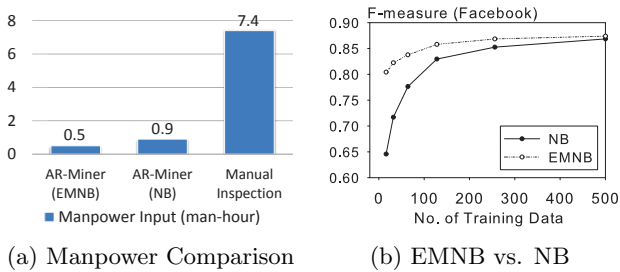 8
6
4
2
0
0.5
0.9
7.4
AR-Miner
(EMNB)
AR-Miner
(NB)
Manual
Inspection
Manpower Input (man-hour)
(a) Manpower Comparison
F-measure (Facebook)
0.90
0.85
0.80
0.75
0.70
0.65
0.60
NB
EMNB
0 100 200 300 400 500
No. of Training Data
(b) EMNB vs. NB